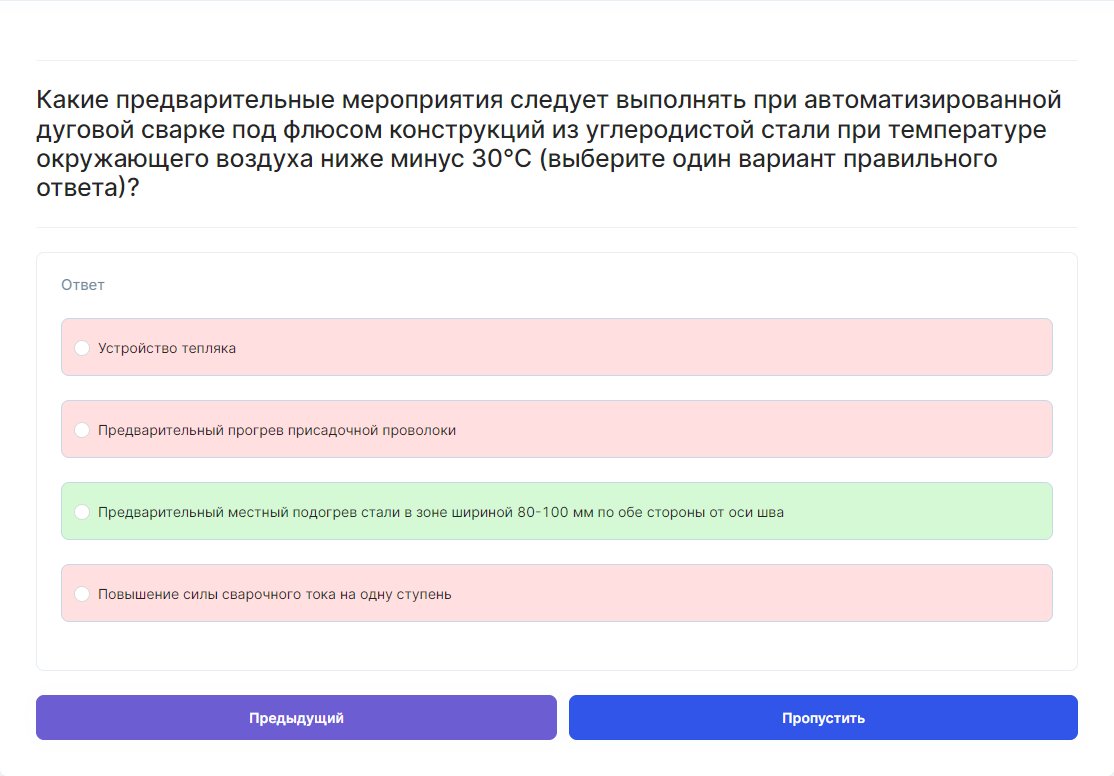 Какие предварительные мероприятия следует выполнять при автоматизированной
дуговой сварке под флюсом конструкций из углеродистой стали при температуре
окружающего воздуха ниже минус 30°С (выберите один вариант правильного
ответа)?
Ответ
Устройство тепляка
Предварительный прогрев присадочной проволоки
Предварительный местный подогрев стали в зоне шириной 80-100 мм по обе стороны от оси шва
Повышение силы сварочного тока на одну ступень
Предыдущий
Пропустить